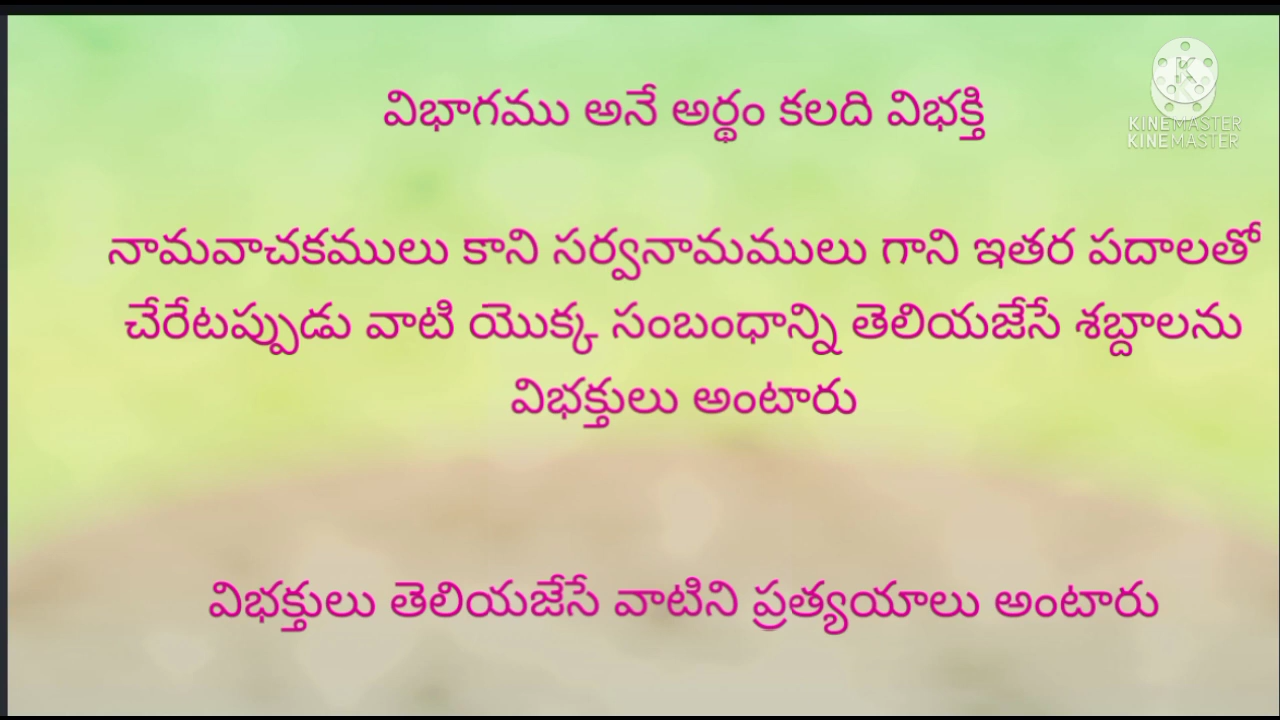 విభాగము అనే అర్థం కలది విభక్తి
నామవాచకములు కాని సర్వనామములు గాని ఇతర పదాలతో
చేరేటప్పుడు వాటి యొక్క సంబంధాన్ని తెలియజేసే శబ్దాలను
విభక్తులు అంటారు
విభక్తులు తెలియజేసే వాటిని ప్రత్యయాలు అంటారు
K
KINEMASTER
KINEMASTER